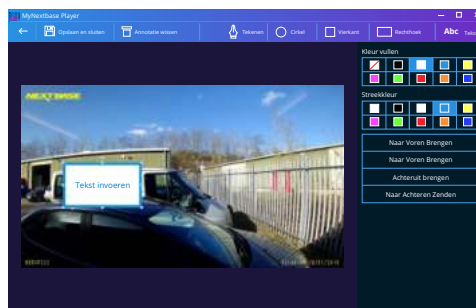 MyNextbase Player
Opslaan en sluiten
Annotatie wissen
Tekenen
Cirkel
Vierkant
Rechthoek
Abc
Kleur vullen
NEXTBASE
Streekkleur
Tekst invoeren
Naar Voren Brengen
Naar Voren Brengen
Achteruit brengen
Naar Achteren Zenden